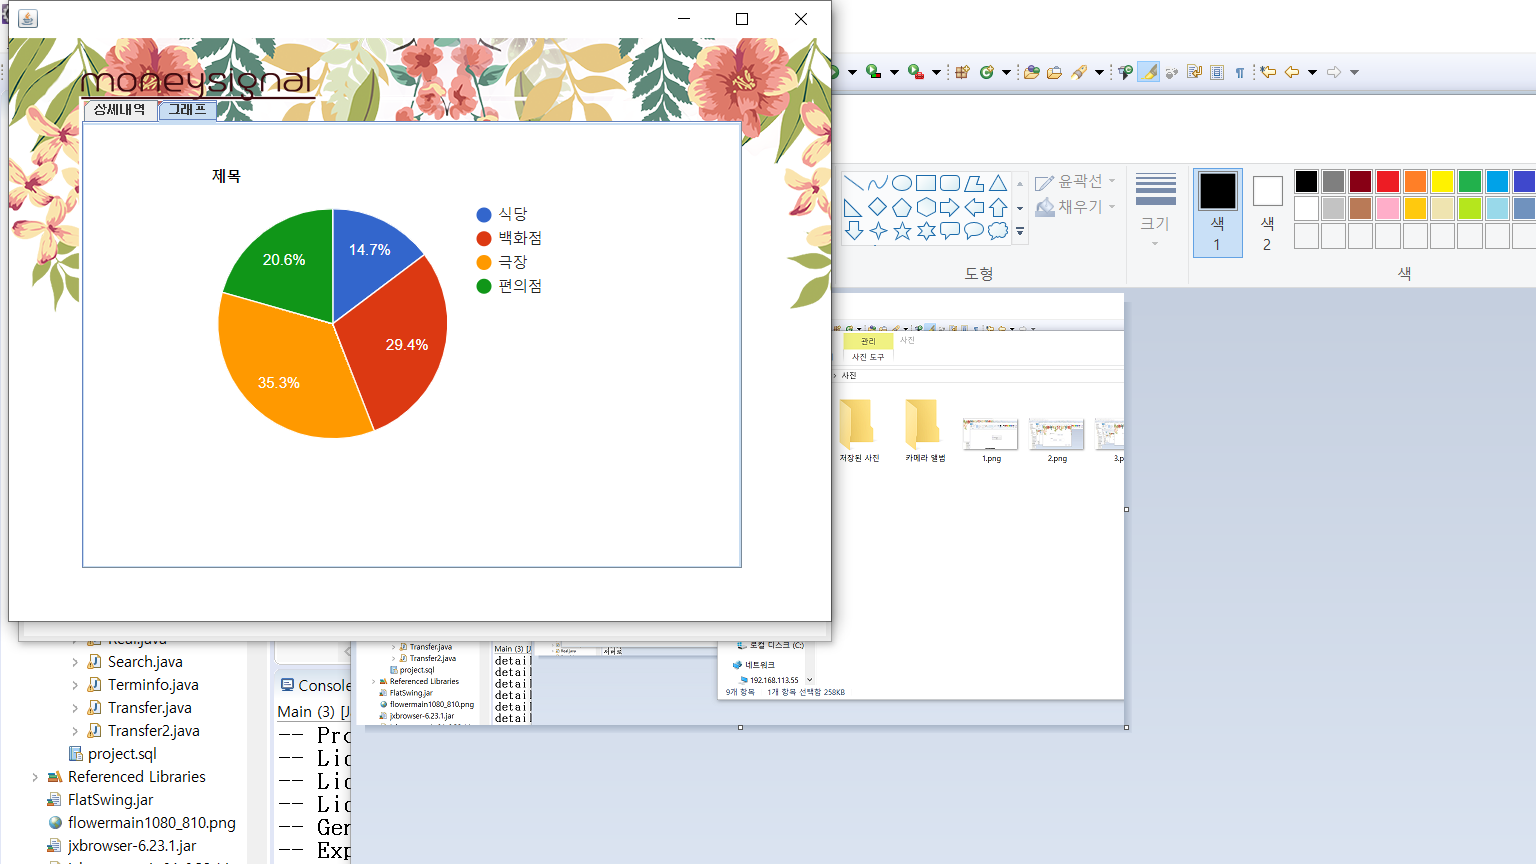 moneysignal
상세내역
그래프
제목
14.7%
29.4%
35.3%
20.6%
식당
백화점
극장
편의점
윤곽선
채우기
도형
크기
색
1
색
2
색
관리
사진
사진 도구
사진
저장된 사진
카메라 앨범
1.png
2.png
로컬 디스크 (C:)
네트워크
192.168.113.55
9개 항목
1개 항목 선택함 258KB
Real.java
Search.java
Terminfo.java
Transfer.java
Transfer2.java
project.sql
Referenced Libraries
FlatSwing.jar
flowermain1080_810.png
jxbrowser-6.23.1.jar
Console
Main (3) [J
-- Pro
-- Lic
-- Lic
-- Lic
-- Ger
-- Exp
Transfer.java
Transfer2.java
project.sql
Referenced Libraries
FlatSwing.jar
flowermain1080_810.png
jxbrowser-6.23.1.jar
Main (3) [J
detail
detail
detail
detail
detail
detail